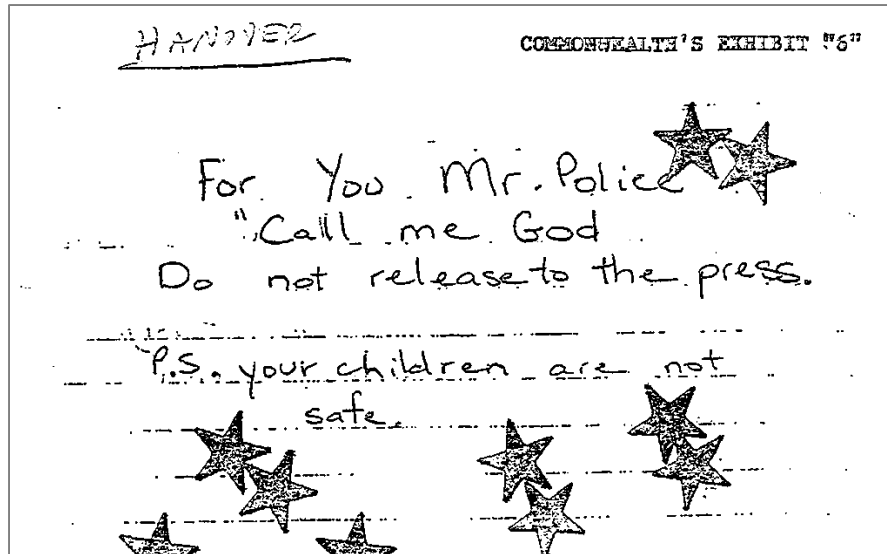 HANOVER
COMMONWEALTH'S EXHIBIT "6"
For You Mr. Police
"Call me God
Do not release to the press.
P.S. your children are not
safe.